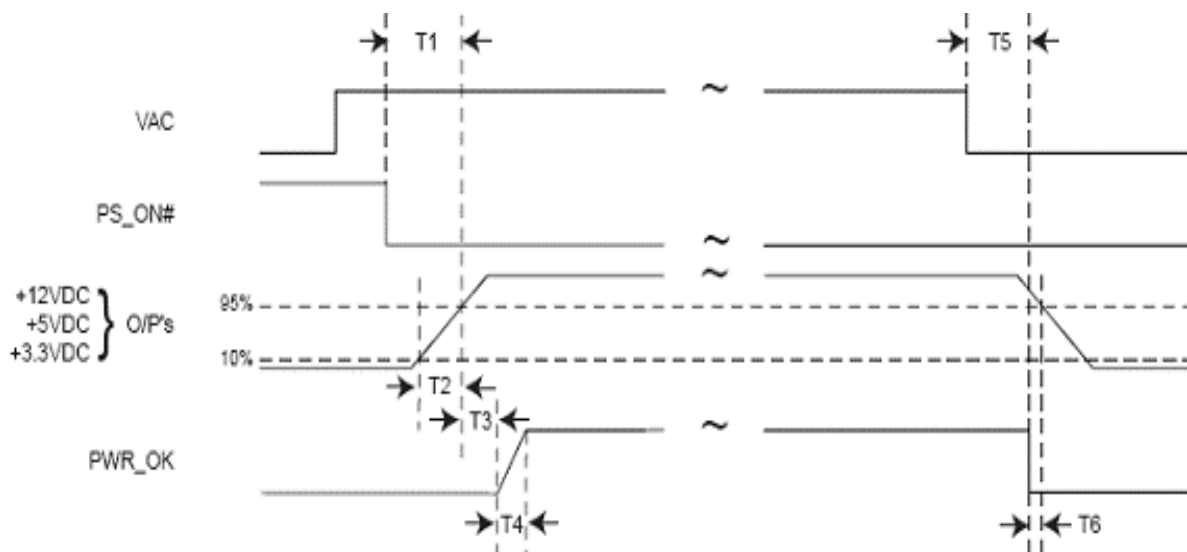 T1
T5
VAC
~
PS_ON#
~
+12VDC
+5VDC
+3.3VDC
} O/P's
95%
10%
~
T2
T3
PWR_OK
~
T4
T6